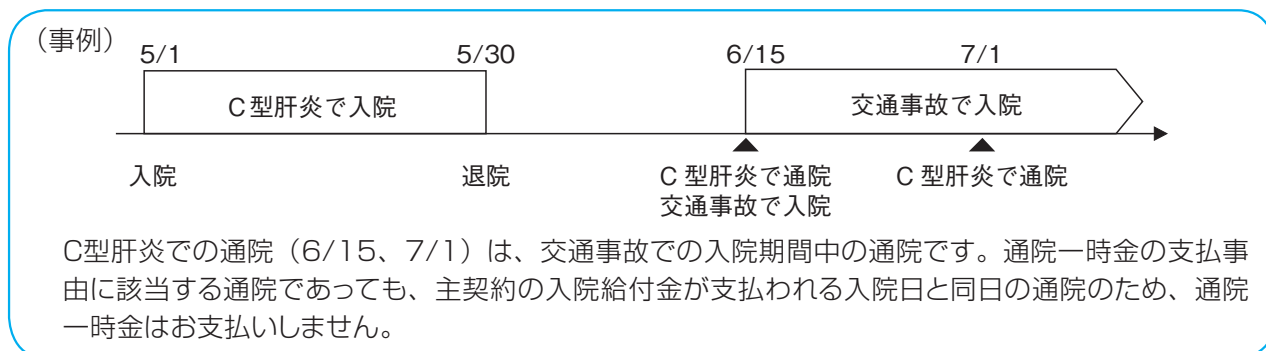 （事例）
5/1 5/30 6/15 7/1
C型肝炎で入院 交通事故で入院
入院 退院 C型肝炎で通院 C型肝炎で通院
交通事故で入院
C型肝炎での通院（6/15、7/1）は、交通事故での入院期間中の通院です。通院一時金の支払事
由に該当する通院であっても、主契約の入院給付金が支払われる入院日と同日の通院のため、通院
一時金はお支払いしません。